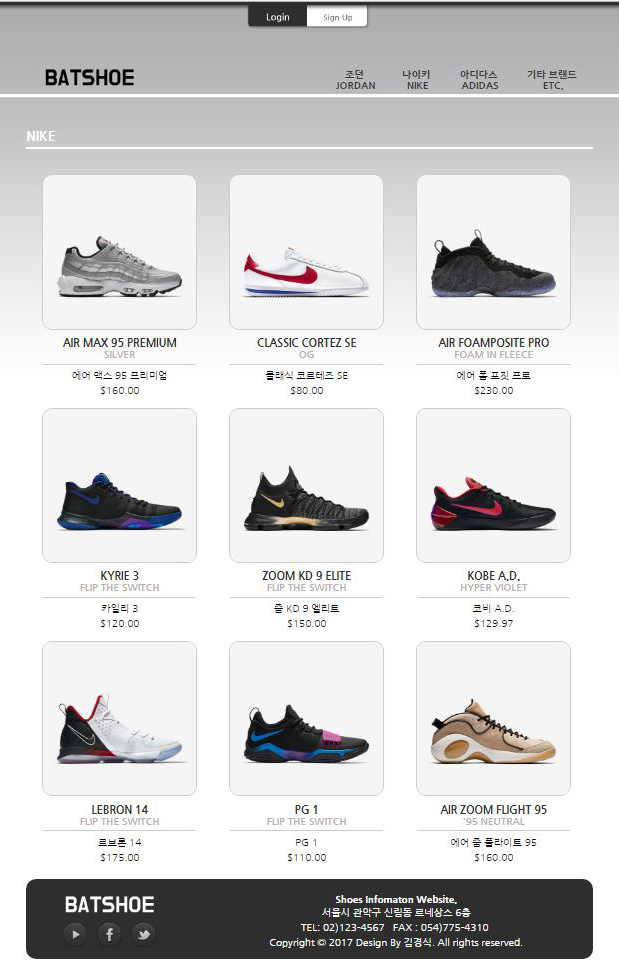 Login Sign Up
BATSHOE
조던 나이키 아디다스 기타 브랜드
JORDAN NIKE ADIDAS ETC.
NIKE
AIR MAX 95 PREMIUM CLASSIC CORTEZ SE AIR FOAMPOSITE PRO
SILVER OG FOAM IN FLEECE
에어 맥스 95 프리미엄 클래식 코르테즈 SE 에어 폼 포짓 프로
$160.00 $80.00 $230.00
KYRIE 3 ZOOM KD 9 ELITE KOBE A.D.
FLIP THE SWITCH FLIP THE SWITCH HYPER VIOLET
카일리 3 줌 KD 9 엘리트 코비 A.D.
$120.00 $150.00 $129.97
LEBRON 14 PG 1 AIR ZOOM FLIGHT 95
FLIP THE SWITCH FLIP THE SWITCH '95 NEUTRAL
르브론 14 PG 1 에어 줌 플라이트 95
$175.00 $110.00 $160.00
BATSHOE
Shoes Infomaton Website.
서울시 관악구 신림동 르네상스 6층
TEL: 02)123-4567 FAX : 054)775-4310
Copyright © 2017 Design By 김경식. All rights reserved.